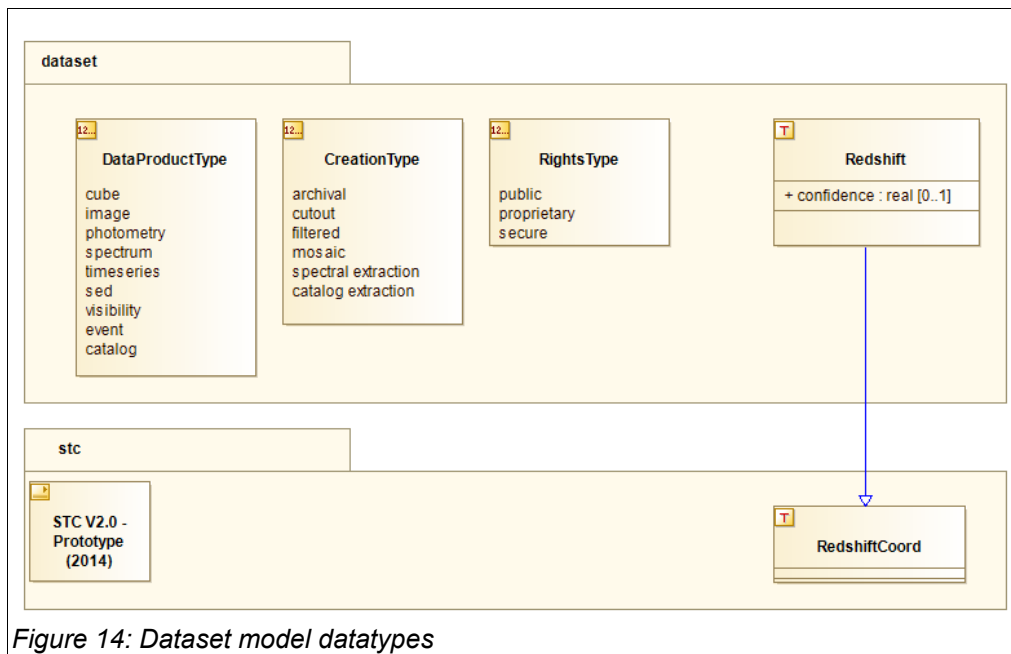 dataset
12...
DataProductType
cube
image
photometry
spectrum
timeseries
sed
visibility
event
catalog
12...
CreationType
archival
cutout
filtered
mosaic
spectral extraction
catalog extraction
12...
RightsType
public
proprietary
secure
T
Redshift
+ confidence : real [0..1]
stc
STC V2.0 -
Prototype
(2014)
T
RedshiftCoord
Figure 14: Dataset model datatypes